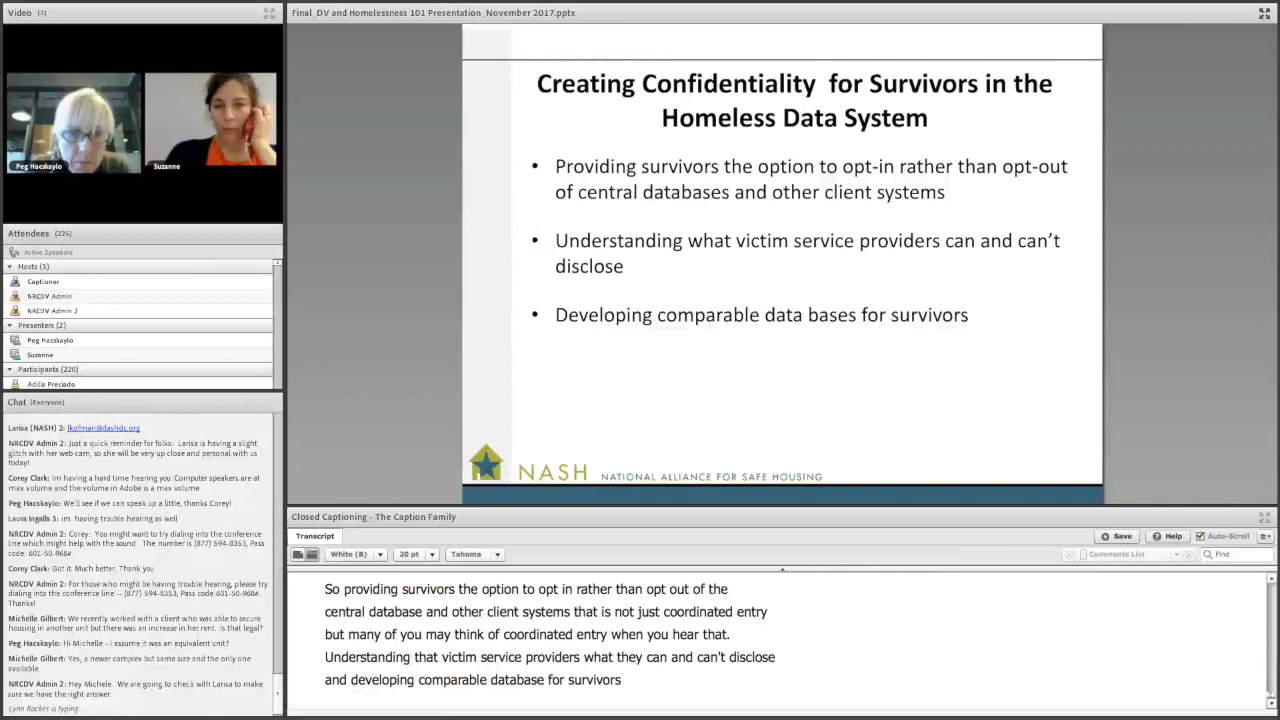 Video (2)
Peg Hacskaylo
Suzanne
Attendees (225)
Active Speakers
Hosts (3)
Captioner
NRCDV Admin
NRCDV Admin 2
Presenters (2)
Peg Hacskaylo
Suzanne
Participants (220)
Adilia Preciado
Chat (Everyone)
Larisa (NASH) 2: lkofman@dashdc.org
NRCDV Admin 2: Just a quick reminder for folks: Larisa is having a slight
glitch with her web cam, so she will be very up close and personal with us
today!
Corey Clark: Im having a hard time hearing you. Computer speakers are at
max volume and the volume in Adobe is a max volume
Peg Hacskaylo: We'll see if we can speak up a little, thanks Corey!
Laura Ingalls 3: im having trouble hearing as well
NRCDV Admin 2: Corey: You might want to try dialing into the conference
line which might help with the sound. The number is (877) 594-8353, Pass
code: 601-50-968#
Corey Clark: Got it. Much better. Thank you
NRCDV Admin 2: For those who might be having trouble hearing, please try
dialing into the conference line -- (877) 594-8353, Pass code 601-50-968#.
Thanks!
Michelle Gilbert: We recently worked with a client who was able to secure
housing in another unit but there was an increase in her rent. Is that legal?
Peg Hacskaylo: Hi Michelle - I assume it was an equivalent unit?
Michelle Gilbert: Yes, a newer complex but same size and the only one
available
NRCDV Admin 2: Hey Michele. We are going to check with Larisa to make
sure we have the right answer
Lynn Rocker is typing...
Final_DV and Homelessness 101 Presentation_November 2017.pptx
Creating Confidentiality for Survivors in the
Homeless Data System
• Providing survivors the option to opt-in rather than opt-out
of central databases and other client systems
• Understanding what victim service providers can and can't
disclose
• Developing comparable data bases for survivors
NASH NATIONAL ALLIANCE FOR SAFE HOUSING
Closed Captioning - The Caption Family
Transcript
Save
Help
Auto-Scroll
White (B)
20 pt
Tahoma
Comments List
Find
So providing survivors the option to opt in rather than opt out of the
central database and other client systems that is not just coordinated entry
but many of you may think of coordinated entry when you hear that.
Understanding that victim service providers what they can and can't disclose
and developing comparable database for survivors